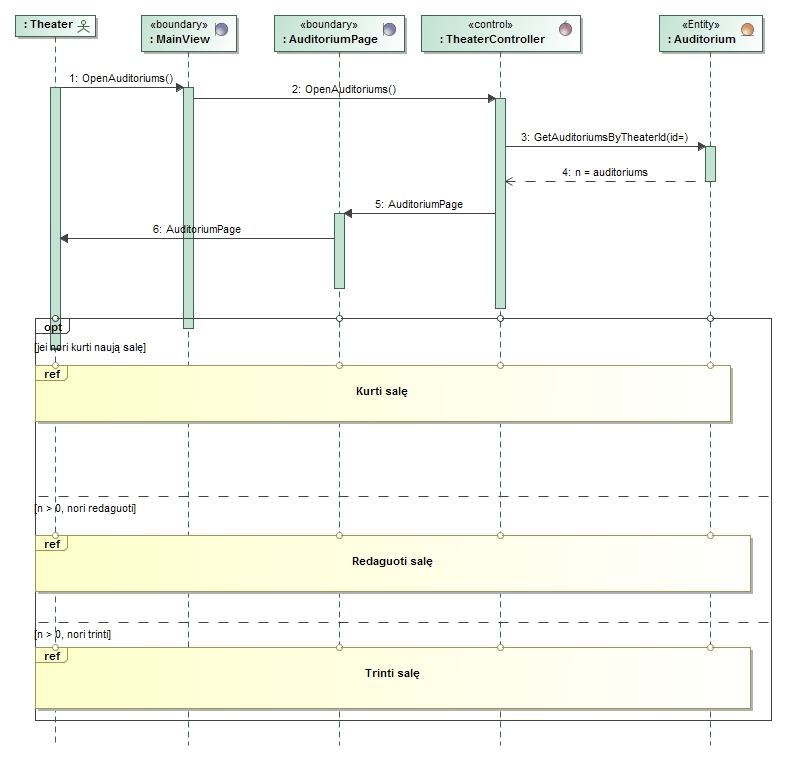 : Theater
«boundary»
: MainView
«boundary»
: AuditoriumPage
«control»
: TheaterController
«Entity»
: Auditorium
1: OpenAuditoriums()
2: OpenAuditoriums()
3: GetAuditoriumsByTheaterId(id=)
4: n = auditoriums
5: AuditoriumPage
6: AuditoriumPage
opt
[jei nori kurti naują salę]
ref
Kurti salę
[n > 0, nori redaguoti]
ref
Redaguoti salę
[n > 0, nori trinti]
ref
Trinti salę